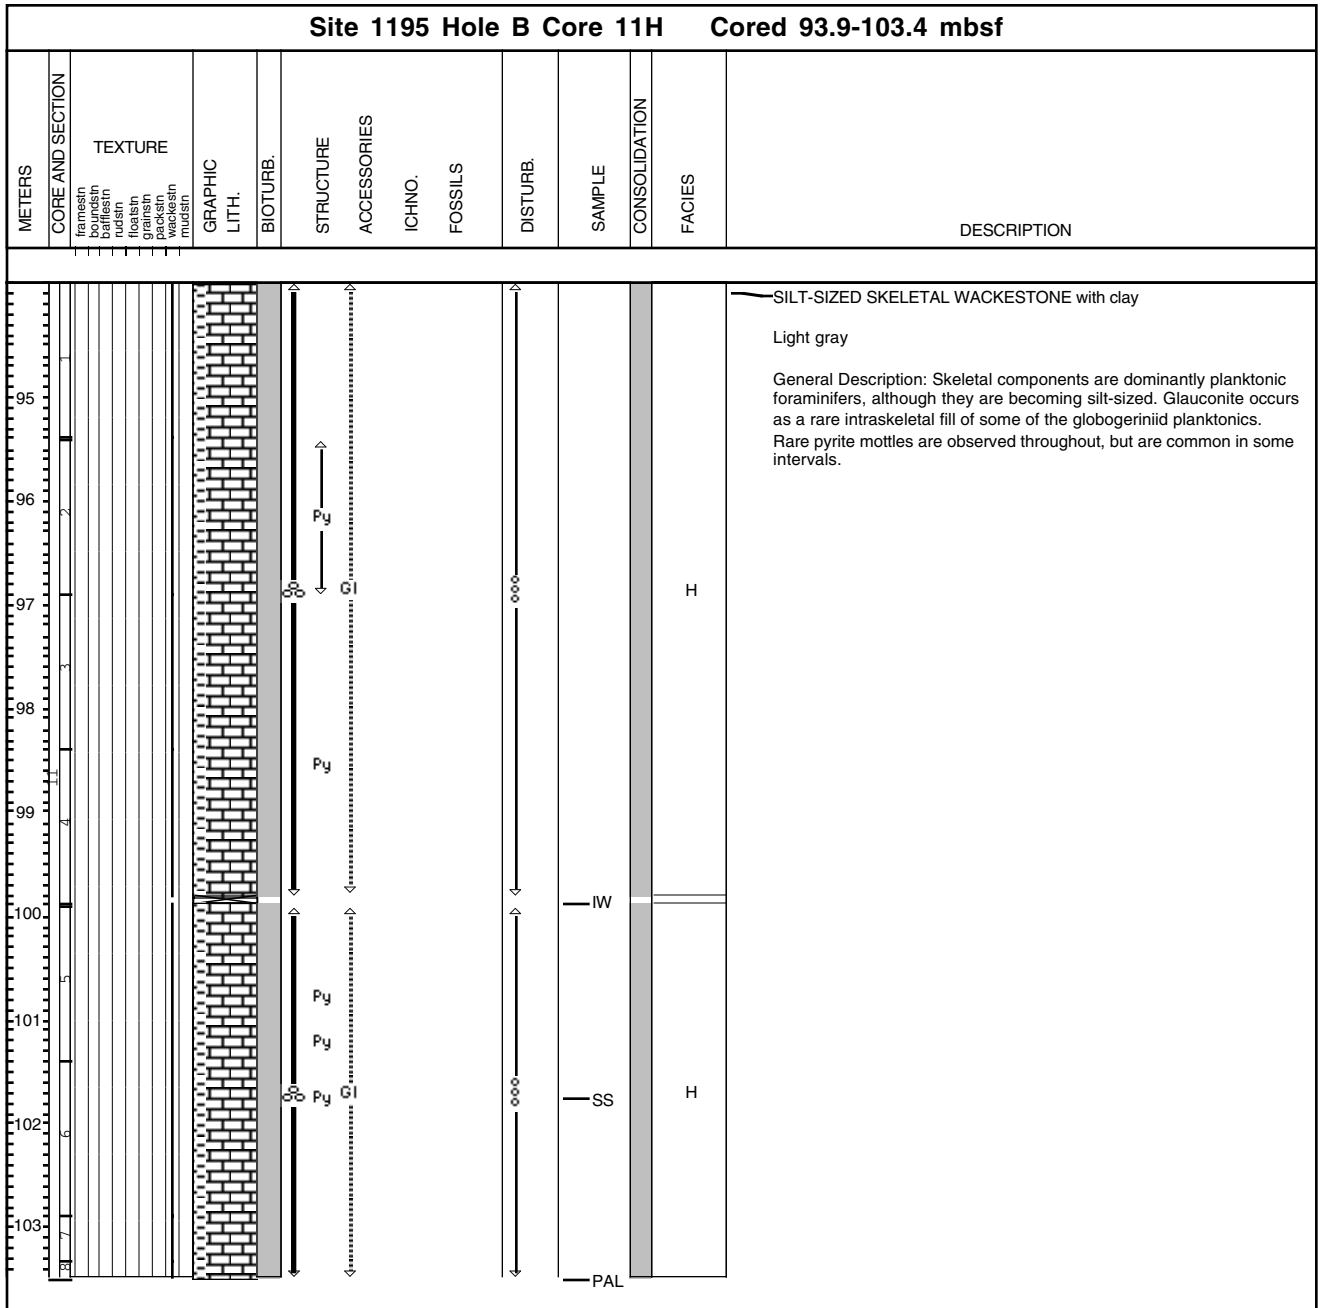 Site 1195 Hole B Core 11H Cored 93.9-103.4 mbsf
METERS
CORE AND SECTION
TEXTURE
framestn
boundstn
bafflestn
rudstn
floatstn
grainstn
packstn
wackestn
mudstn
GRAPHIC
LITH.
BIOTURB.
STRUCTURE
ACCESSORIES
ICHNO.
FOSSILS
DISTURB.
SAMPLE
CONSOLIDATION
FACIES
DESCRIPTION
SILT-SIZED SKELETAL WACKESTONE with clay
Light gray
General Description: Skeletal components are dominantly planktonic
foraminifers, although they are becoming silt-sized. Glauconite occurs
as a rare intraskeletal fill of some of the globogeriniid planktonics.
Rare pyrite mottles are observed throughout, but are common in some
intervals.
1
95
96
2
Py
Gl
H
97
3
98
Py
11
99
4
IW
100
5
Py
101
Py
Py
Gl
H
SS
102
6
103
7
8
PAL